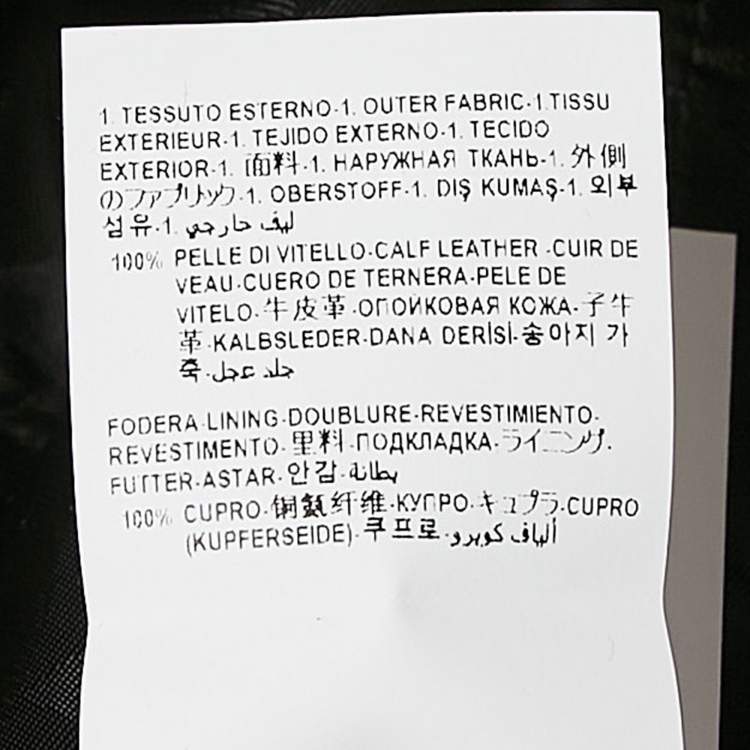 1. TESSUTO ESTERNO-1. OUTER FABRIC-1.TISSU
EXTERIEUR-1. TEJIDO EXTERNO-1. TECIDO
EXTERIOR-1. 面料-1. НАРУЖНАЯ ТКАНЬ-1. 外側
のファブリック-1. OBERSTOFF-1. DIŞ KUMAŞ-1. 외부
섬유-1. ليف خارجي
100% PELLE DI VITELLO-CALF LEATHER -CUIR DE
VEAU-CUERO DE TERNERA-PELE DE
VITELO-牛皮革-ОПОЙКОВАЯ КОЖА-子牛
革-KALBSLEDER-DANA DERİSİ-송아지 가
죽-جلد عجل
FODERA-LINING-DOUBLURE-REVESTIMIENTO-
REVESTIMENTO-里料-ПОДКЛАДКА-ライニング-
FUTTER-ASTAR-안감-بطانة
100% CUPRO-铜氨纤维-КУПРО-キュプラ-CUPRO
(KUPFERSEIDE)-쿠프로-ألياف كوبرو